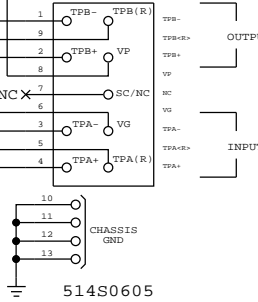 1 TPB- TPB(R) TPB-
9 TPB<R> OUTPUT
2 TPB+ VP TPB+
8 VP
NC 7 SC/NC NC
6 VG
3 TPA- VG TPA-
5 TPA<R> INPUT
4 TPA+ TPA(R) TPA+
10
11 CHASSIS
12 GND
13
514S0605